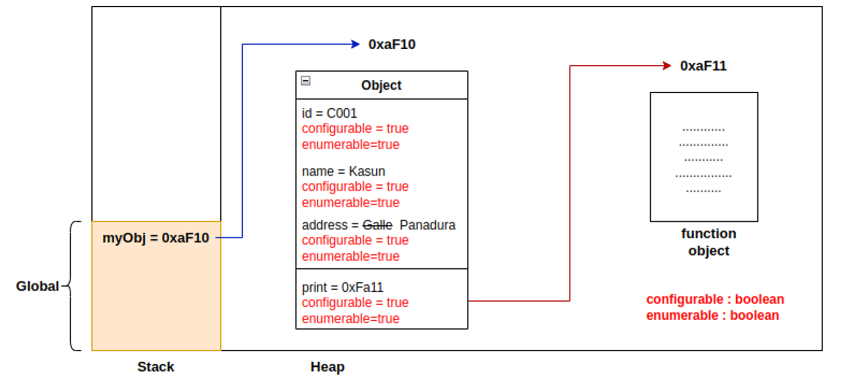 0xaF10
0xaF11
Object
id = C001
configurable = true
enumerable=true
name = Kasun
configurable = true
enumerable=true
address = Galle Panadura
configurable = true
enumerable=true
print = 0xFa11
configurable = true
enumerable=true
............
..............
...........
................
..........
function
object
configurable : boolean
enumerable : boolean
myObj = 0xaF10
Global
Stack
Heap